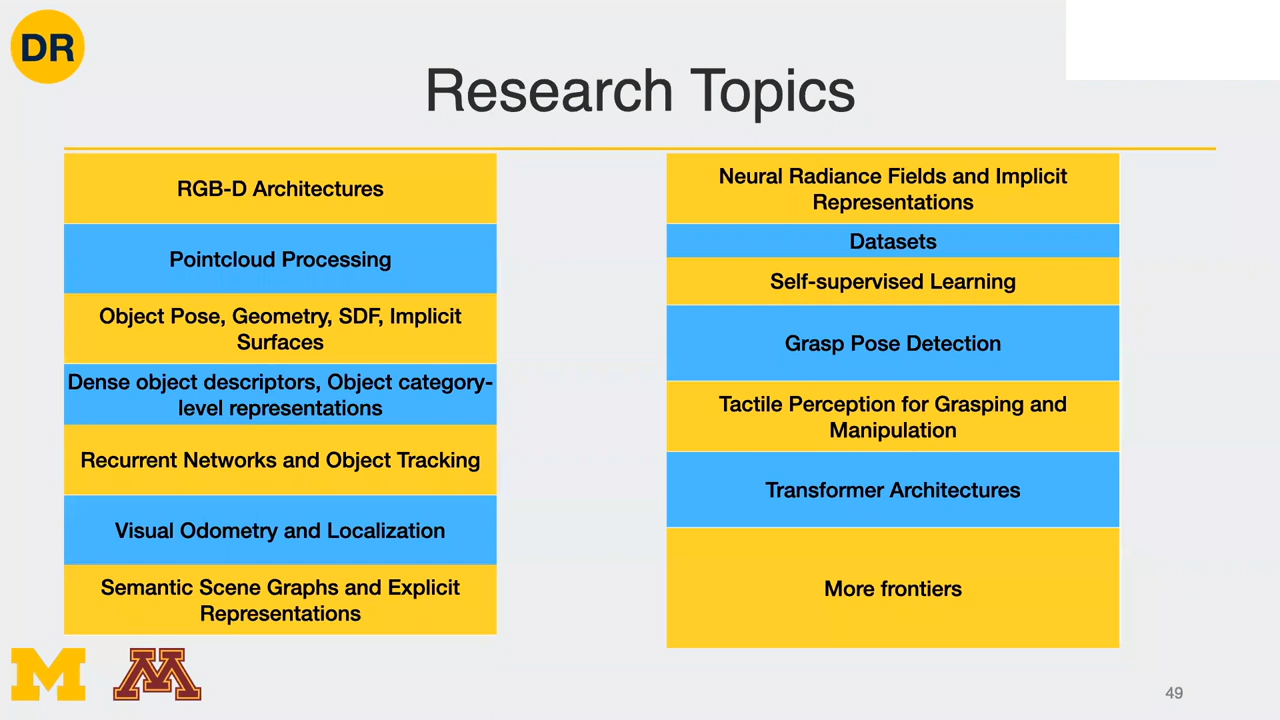 DR
Research Topics
RGB-D Architectures
Pointcloud Processing
Object Pose, Geometry, SDF, Implicit
Surfaces
Dense object descriptors, Object category-
level representations
Recurrent Networks and Object Tracking
Visual Odometry and Localization
Semantic Scene Graphs and Explicit
Representations
Neural Radiance Fields and Implicit
Representations
Datasets
Self-supervised Learning
Grasp Pose Detection
Tactile Perception for Grasping and
Manipulation
Transformer Architectures
More frontiers
M
M
49